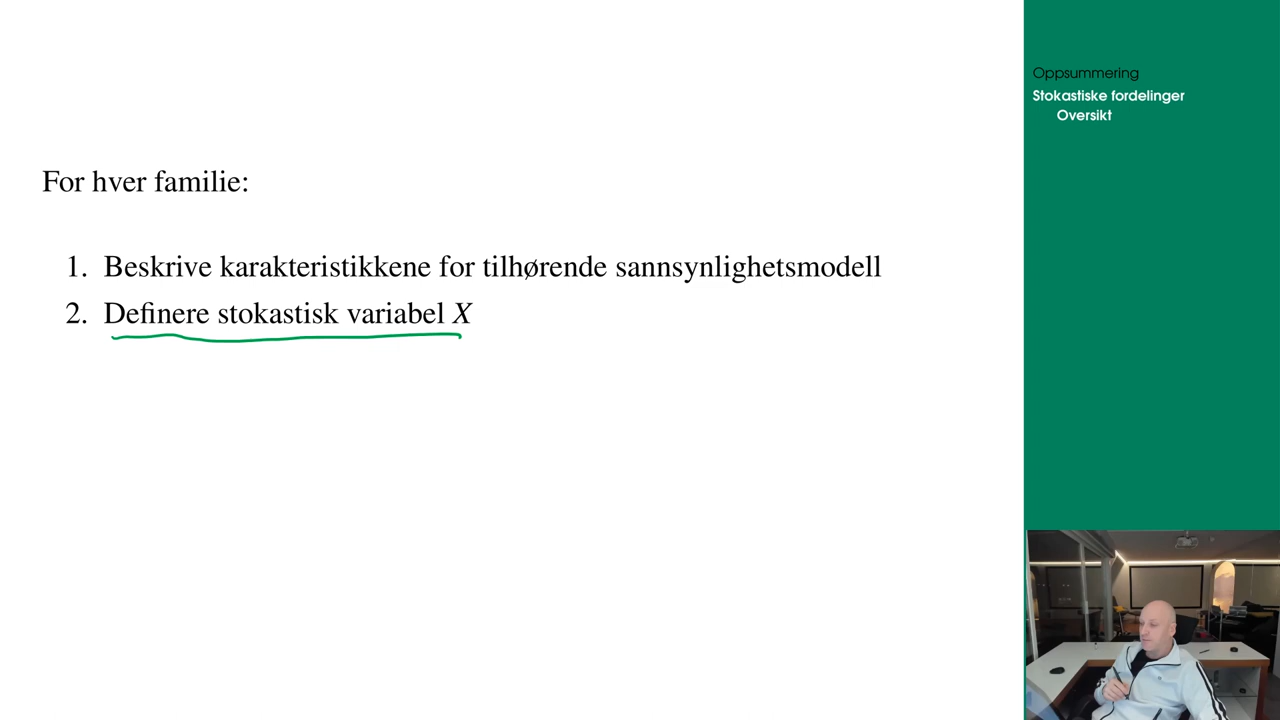 For hver familie:
1. Beskrive karakteristikkene for tilhørende sannsynlighetsmodell
2. Definere stokastisk variabel X
Oppsummering
Stokastiske fordelinger
Oversikt